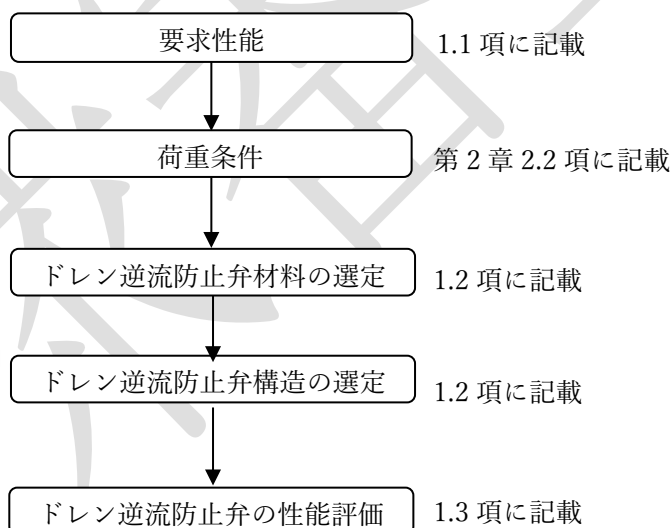 要求性能
1.1 項に記載
荷重条件
第 2 章 2.2 項に記載
ドレン逆流防止弁材料の選定
1.2 項に記載
ドレン逆流防止弁構造の選定
1.2 項に記載
ドレン逆流防止弁の性能評価
1.3 項に記載